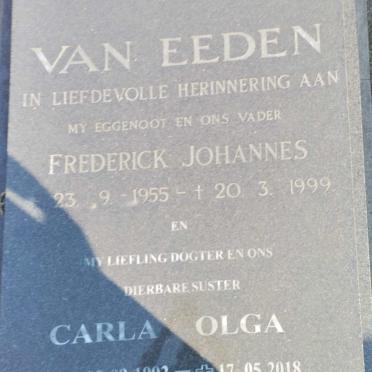 VAN EEDEN
IN LIEFDEVOLLE HERINNERING AAN
MY EGGENOOT EN ONS VADER
FREDERICK JOHANNES
23. 9. -1955 - † 20. 3. 1999
EN
MY LIEFLING DOGTER EN ONS
DIERBARE SUSTER
CARLA OLGA
— ✝ 17.05.2018